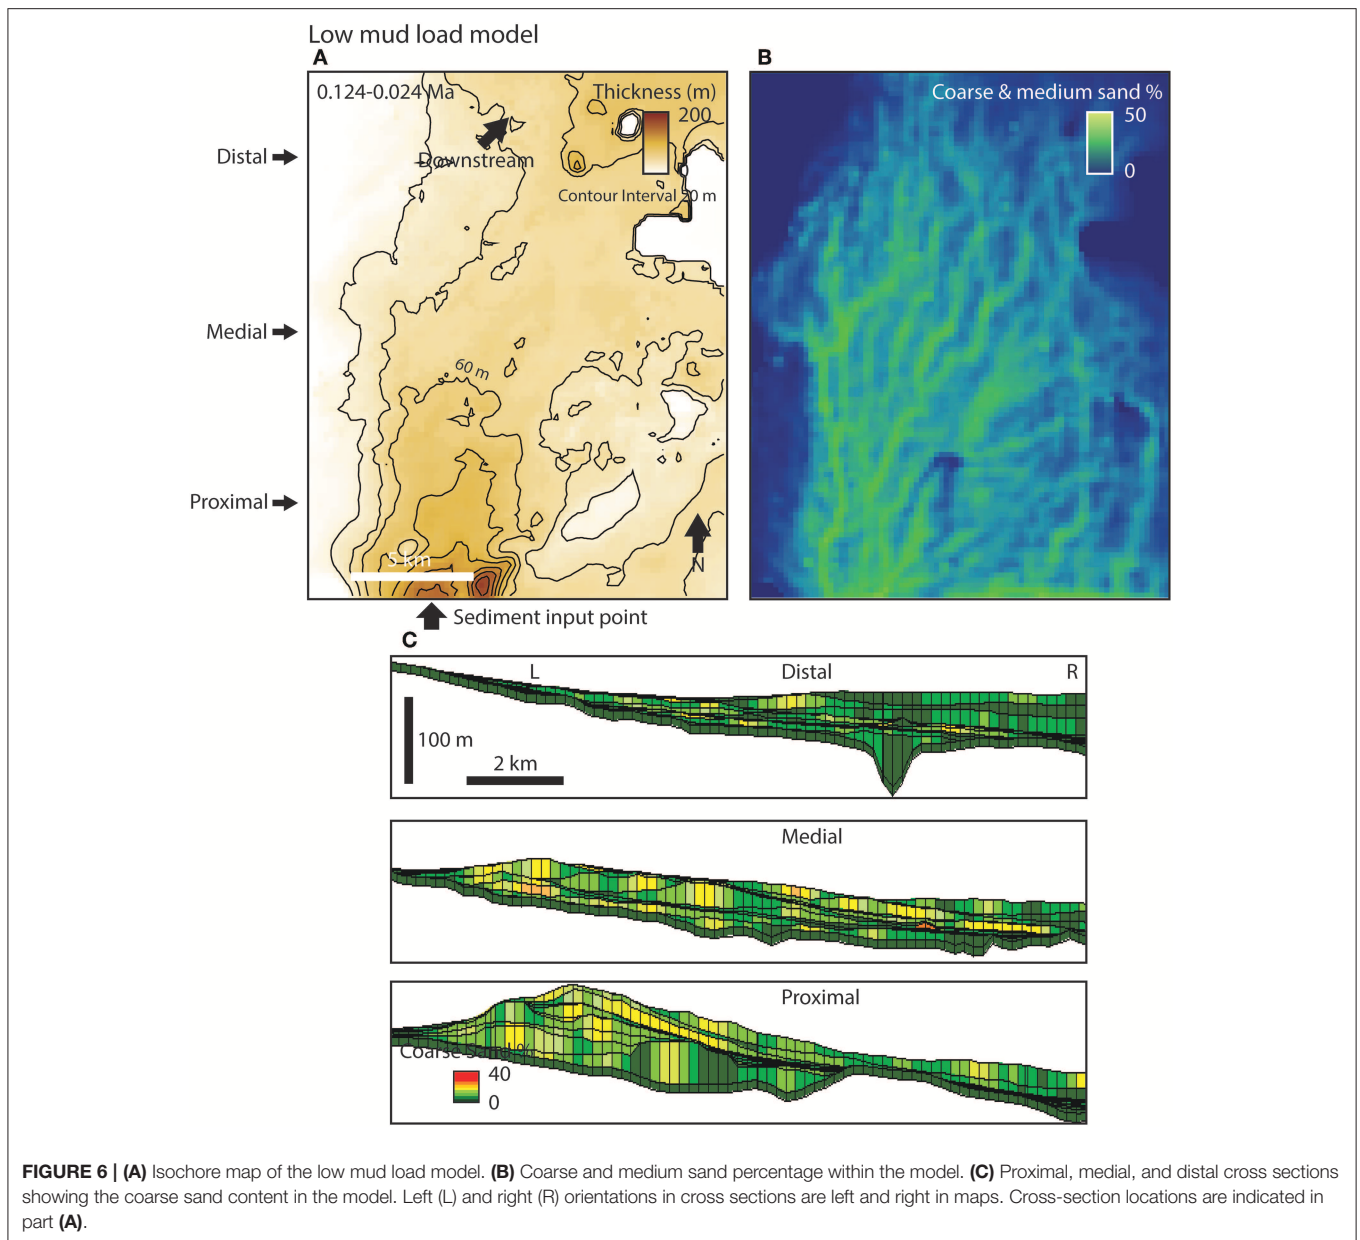 Low mud load model
A
B
0.124-0.024 Ma
Thickness (m)
200
Downstream
Contour Interval 20 m
0
Coarse & medium sand %
50
0
Distal
Medial
Proximal
60 m
5 km
N
Sediment input point
C
L
Distal
R
100 m
2 km
Medial
Proximal
Coarse sand %
40
0
FIGURE 6 | (A) Isochore map of the low mud load model. (B) Coarse and medium sand percentage within the model. (C) Proximal, medial, and distal cross sections
showing the coarse sand content in the model. Left (L) and right (R) orientations in cross sections are left and right in maps. Cross-section locations are indicated in
part (A).